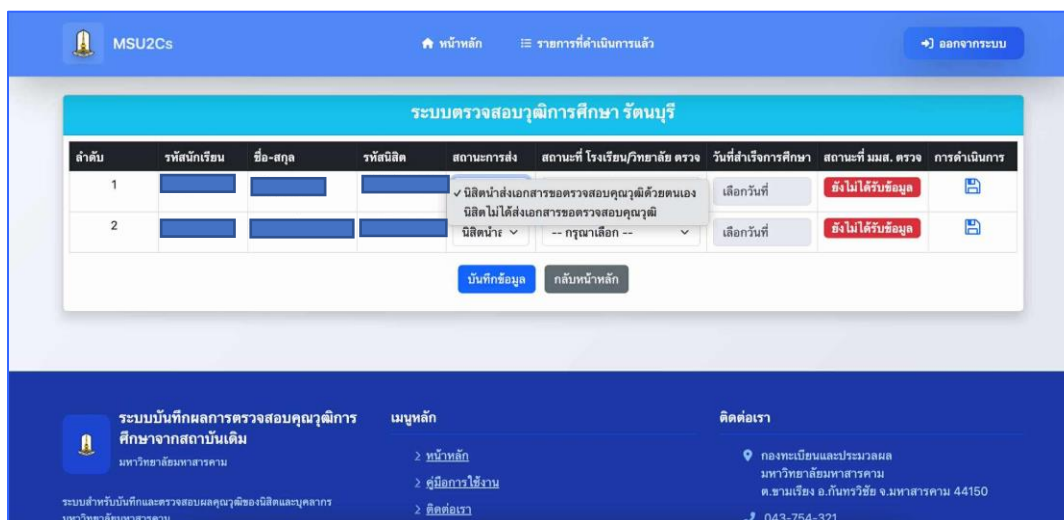 MSU2Cs
หน้าหลัก
รายการที่ดำเนินการแล้ว
ออกจากระบบ
ระบบตรวจสอบวุฒิการศึกษา รัตนบุรี
ลำดับ รหัสนักเรียน ชื่อ-สกุล รหัสนิสิต สถานะการส่ง สถานะที่ โรงเรียน/วิทยาลัย ตรวจ วันที่สำเร็จการศึกษา สถานะที่ มมส. ตรวจ การดำเนินการ
1 เลือกวันที่ ยังไม่ได้รับข้อมูล
✓ นิสิตนำส่งเอกสารขอตรวจสอบคุณวุฒิด้วยตนเอง
นิสิตไม่ได้ส่งเอกสารขอตรวจสอบคุณวุฒิ
2 นิสิตนำส -- กรุณาเลือก -- เลือกวันที่ ยังไม่ได้รับข้อมูล
บันทึกข้อมูล กลับหน้าหลัก
ระบบบันทึกผลการตรวจสอบคุณวุฒิการ
ศึกษาจากสถาบันเดิม
มหาวิทยาลัยมหาสารคาม
ระบบสำหรับบันทึกและตรวจสอบผลคุณวุฒิของนิสิตและบุคลากร
มหาวิทยาลัยมหาสารคาม
เมนูหลัก
หน้าหลัก
คู่มือการใช้งาน
ติดต่อเรา
ติดต่อเรา
กองทะเบียนและประมวลผล
มหาวิทยาลัยมหาสารคาม
ต.ขามเรียง อ.กันทรวิชัย จ.มหาสารคาม 44150
043-754-321